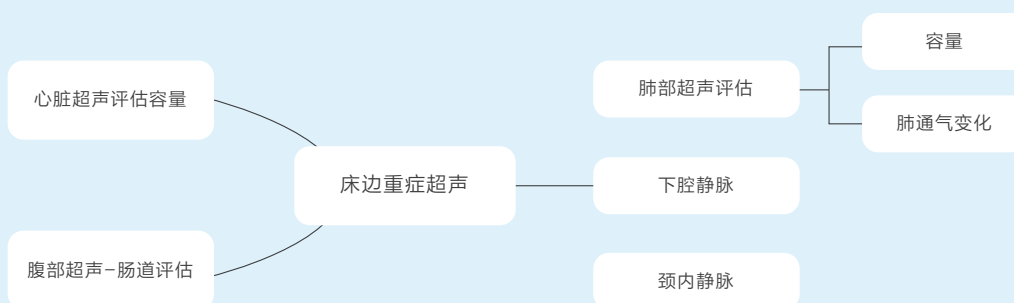 心脏超声评估容量
腹部超声-肠道评估
床边重症超声
肺部超声评估
容量
肺通气变化
下腔静脉
颈内静脉